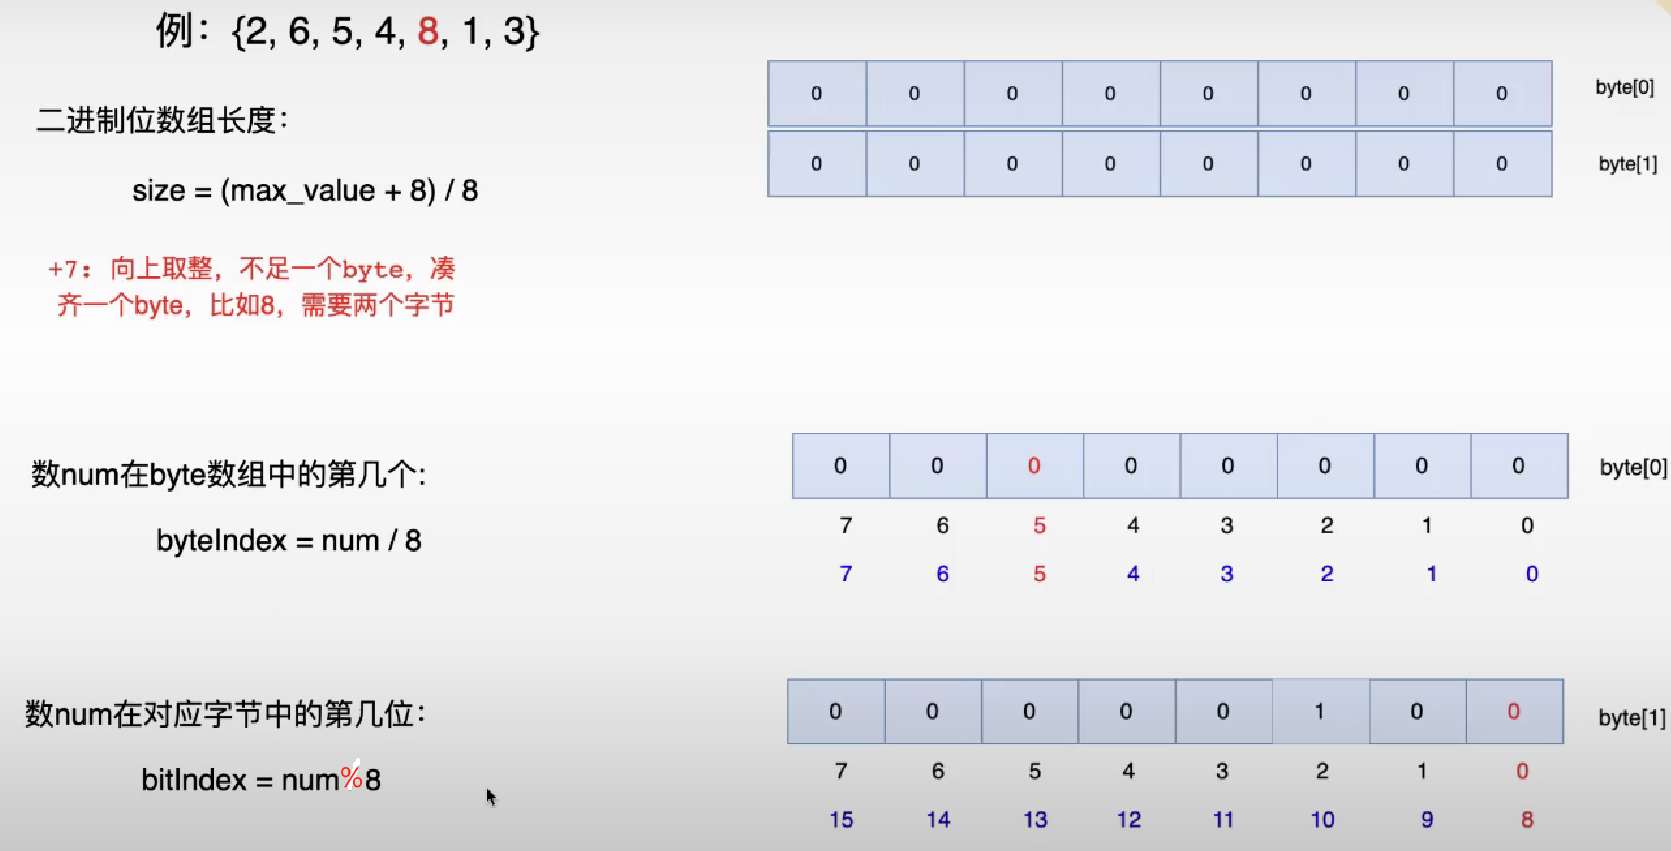 例：{2, 6, 5, 4, 8, 1, 3}
二进制位数组长度：
size = (max_value + 8) / 8
+7：向上取整，不足一个byte，凑
齐一个byte，比如8，需要两个字节
0 0 0 0 0 0 0 0 byte[0]
0 0 0 0 0 0 0 0 byte[1]
数num在byte数组中的第几个:
byteIndex = num / 8
0 0 0 0 0 0 0 0 byte[0]
7 6 5 4 3 2 1 0
7 6 5 4 3 2 1 0
数num在对应字节中的第几位：
bitIndex = num%8
0 0 0 0 0 1 0 0 byte[1]
7 6 5 4 3 2 1 0
15 14 13 12 11 10 9 8